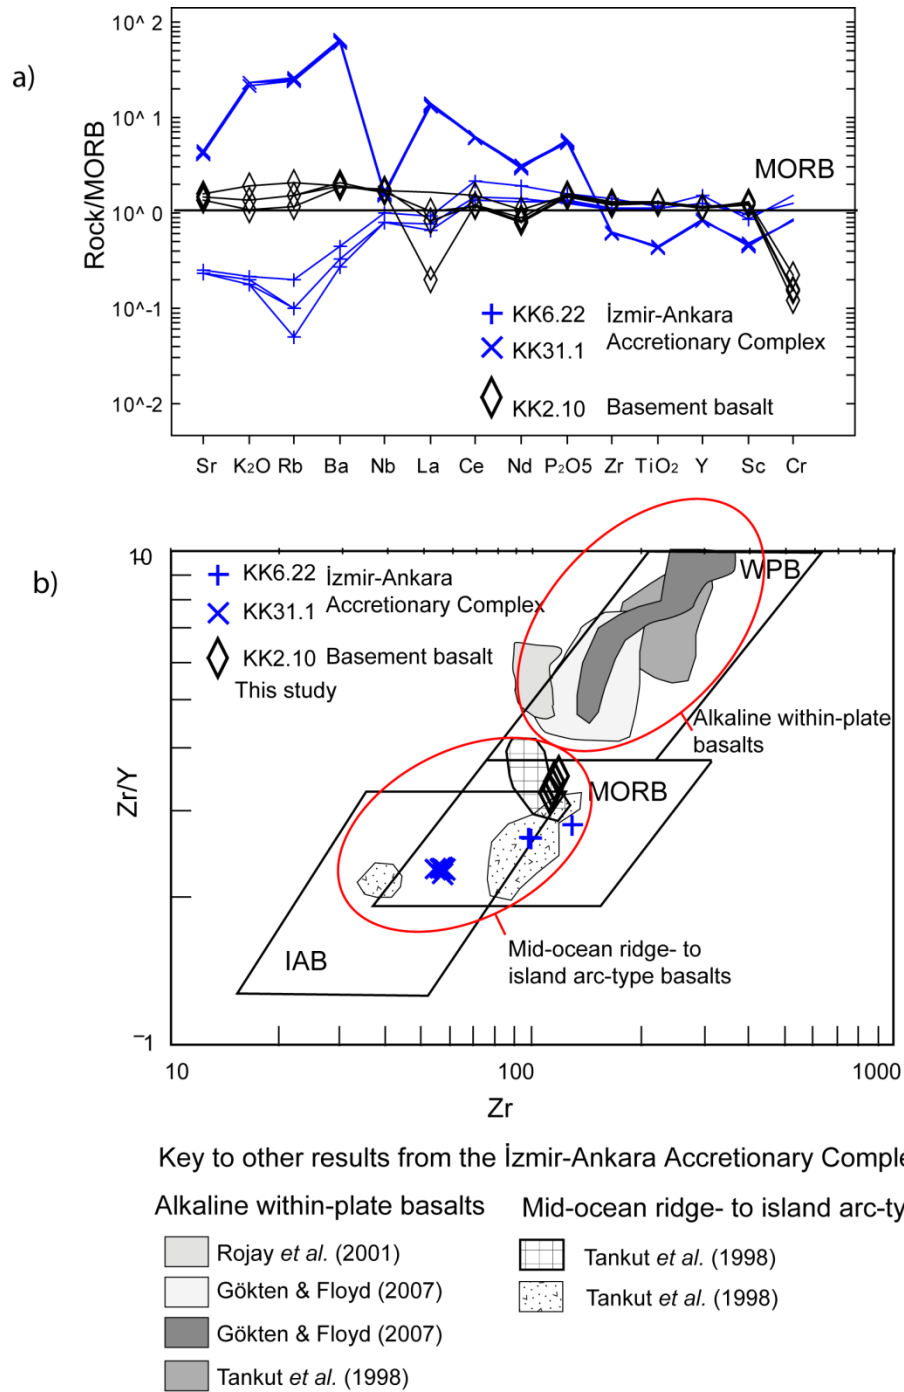 a)
Rock/MORB
10^ 2
10^ 1
10^ 0
10^-1
10^-2
MORB
KK6.22 İzmir-Ankara
KK31.1 Accretionary Complex
KK2.10 Basement basalt
Sr K₂O Rb Ba Nb La Ce Nd P₂O5 Zr TiO₂ Y Sc Cr
b)
Zr/Y
10
1
KK6.22 İzmir-Ankara
KK31.1 Accretionary Complex
KK2.10 Basement basalt
This study
WPB
Alkaline within-plate
basalts
MORB
IAB
Mid-ocean ridge- to
island arc-type basalts
10 100 1000
Zr
Key to other results from the İzmir-Ankara Accretionary Comple
Alkaline within-plate basalts
Rojay et al. (2001)
Gökten & Floyd (2007)
Gökten & Floyd (2007)
Tankut et al. (1998)
Mid-ocean ridge- to island arc-ty
Tankut et al. (1998)
Tankut et al. (1998)